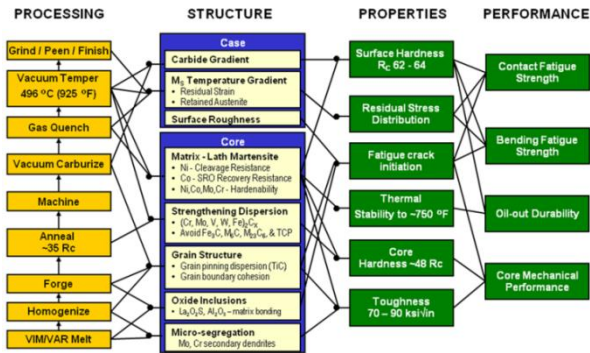 PROCESSING
STRUCTURE
PROPERTIES
PERFORMANCE
Grind / Peen / Finish
Vacuum Temper
496 ºC (925 ºF)
Gas Quench
Vacuum Carburize
Machine
Anneal
~35 Rc
Forge
Homogenize
VIM/VAR Melt
Case
Carbide Gradient
MS Temperature Gradient
• Residual Strain
• Retained Austenite
Surface Roughness
Core
Matrix - Lath Martensite
• Ni - Cleavage Resistance
• Co - SRO Recovery Resistance
• Ni,Co,Mo,Cr - Hardenability
Strengthening Dispersion
• (Cr, Mo, V, W, Fe)2CX
• Avoid Fe3C, M6C, M23C6, & TCP
Grain Structure
• Grain pinning dispersion (TiC)
• Grain boundary cohesion
Oxide Inclusions
• La2O2S, Al2O3 – matrix bonding
Micro-segregation
Mo, Cr secondary dendrites
Surface Hardness
RC 62 - 64
Residual Stress
Distribution
Fatigue crack
initiation
Thermal
Stability to ~750 ºF
Core
Hardness ~48 Rc
Toughness
70 – 90 ksi√in
Contact Fatigue
Strength
Bending Fatigue
Strength
Oil-out Durability
Core Mechanical
Performance